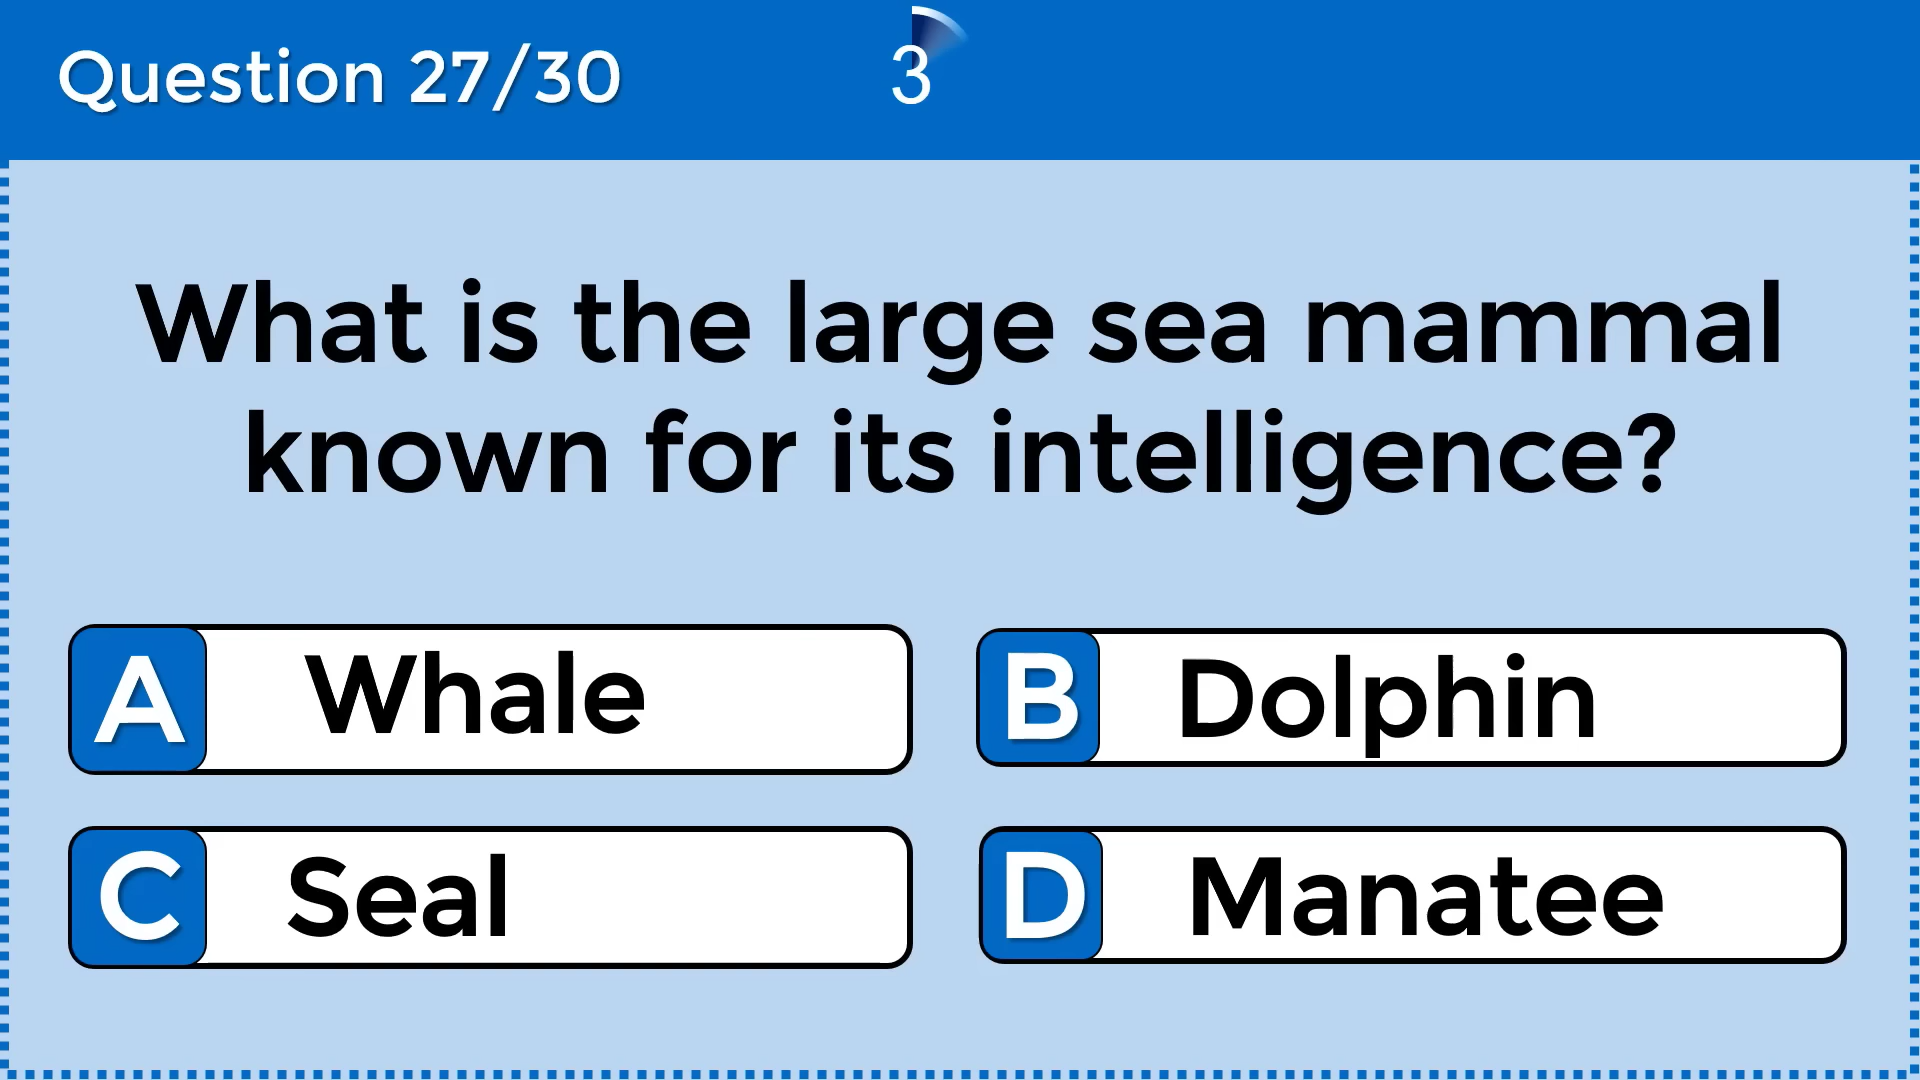 Question 27/30
3
What is the large sea mammal
known for its intelligence?
A Whale
B Dolphin
C Seal
D Manatee